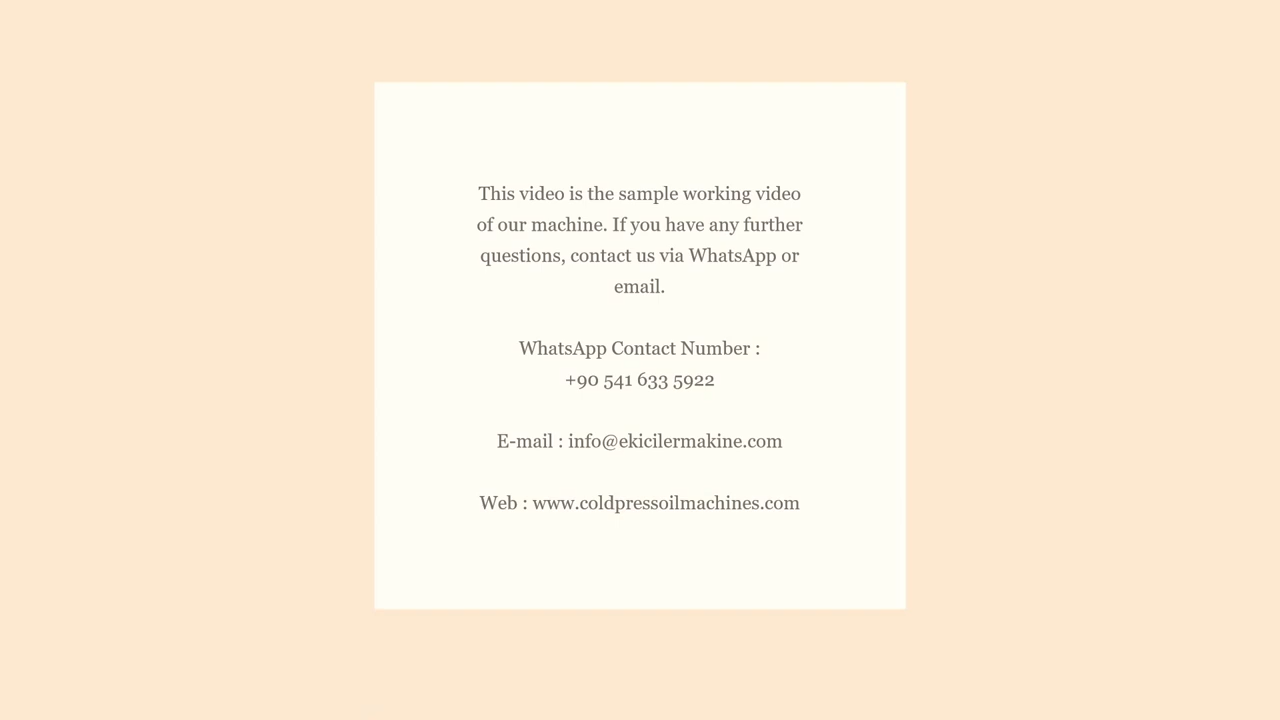 This video is the sample working video
of our machine. If you have any further
questions, contact us via WhatsApp or
email.
WhatsApp Contact Number :
+90 541 633 5922
E-mail : info@ekicilermakine.com
Web : www.coldpressoilmachines.com